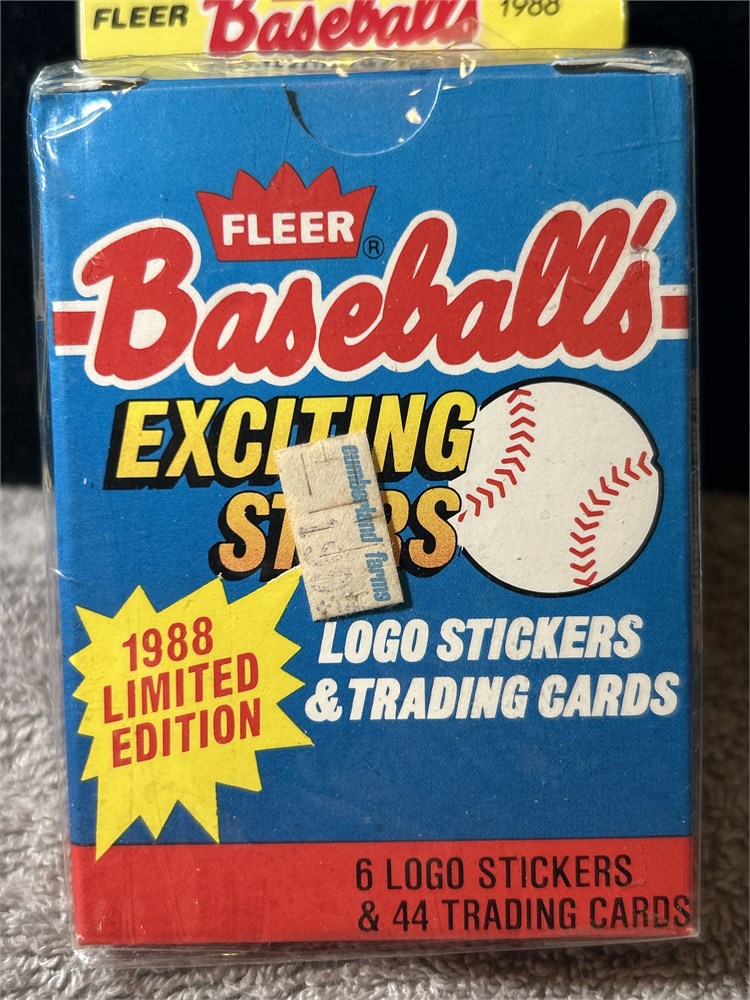 FLEER Baseball's 1988
FLEER ®
Baseball's
EXCITING
STARS
cumberland farms
1988
LIMITED
EDITION
LOGO STICKERS
& TRADING CARDS
6 LOGO STICKERS
& 44 TRADING CARDS